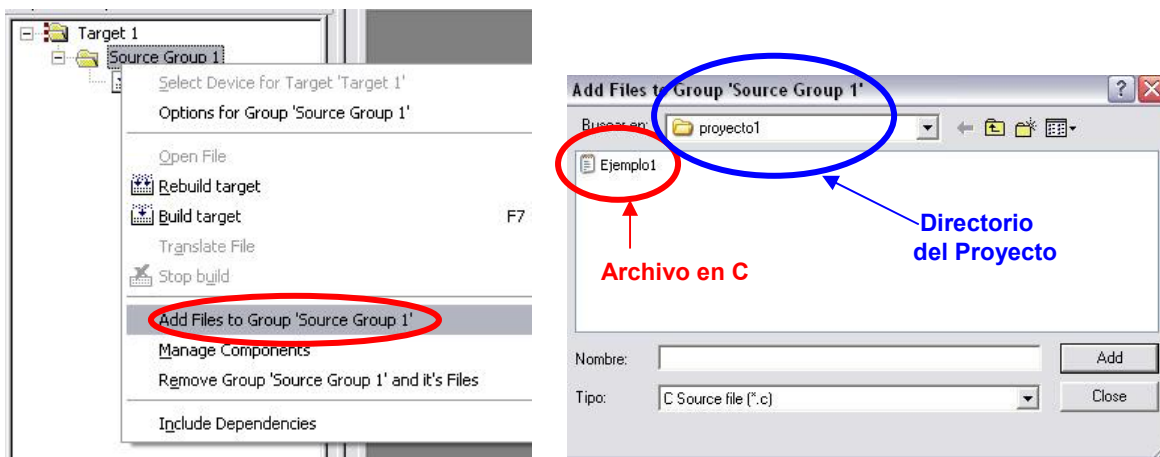 Target 1
Source Group 1
Select Device for Target 'Target 1'
Options for Group 'Source Group 1'
Open File
Rebuild target
Build target F7
Translate File
Stop build
Add Files to Group 'Source Group 1'
Manage Components
Remove Group 'Source Group 1' and it's Files
Include Dependencies
Add Files to Group 'Source Group 1'
Buscar en:
proyecto1
Ejemplo1
Directorio
del Proyecto
Archivo en C
Nombre:
Add
Tipo:
C Source file (*.c)
Close